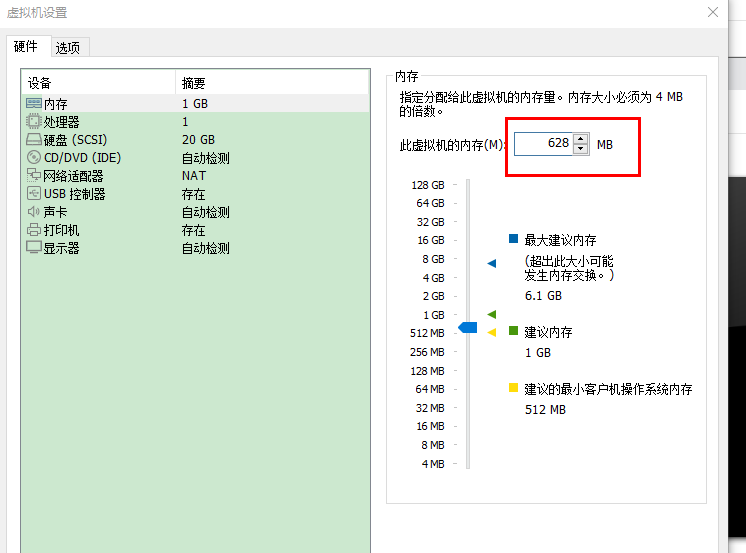 虚拟机设置
硬件 选项
设备 摘要
内存 1 GB
处理器 1
硬盘 (SCSI) 20 GB
CD/DVD (IDE) 自动检测
网络适配器 NAT
USB 控制器 存在
声卡 自动检测
打印机 存在
显示器 自动检测
内存
指定分配给此虚拟机的内存量。内存大小必须为 4 MB
的倍数。
此虚拟机的内存(M): 628 MB
128 GB
64 GB
32 GB
16 GB
8 GB
4 GB
2 GB
1 GB
512 MB
256 MB
128 MB
64 MB
32 MB
16 MB
8 MB
4 MB
最大建议内存
(超出此大小可能
发生内存交换。)
6.1 GB
建议内存
1 GB
建议的最小客户机操作系统内存
512 MB